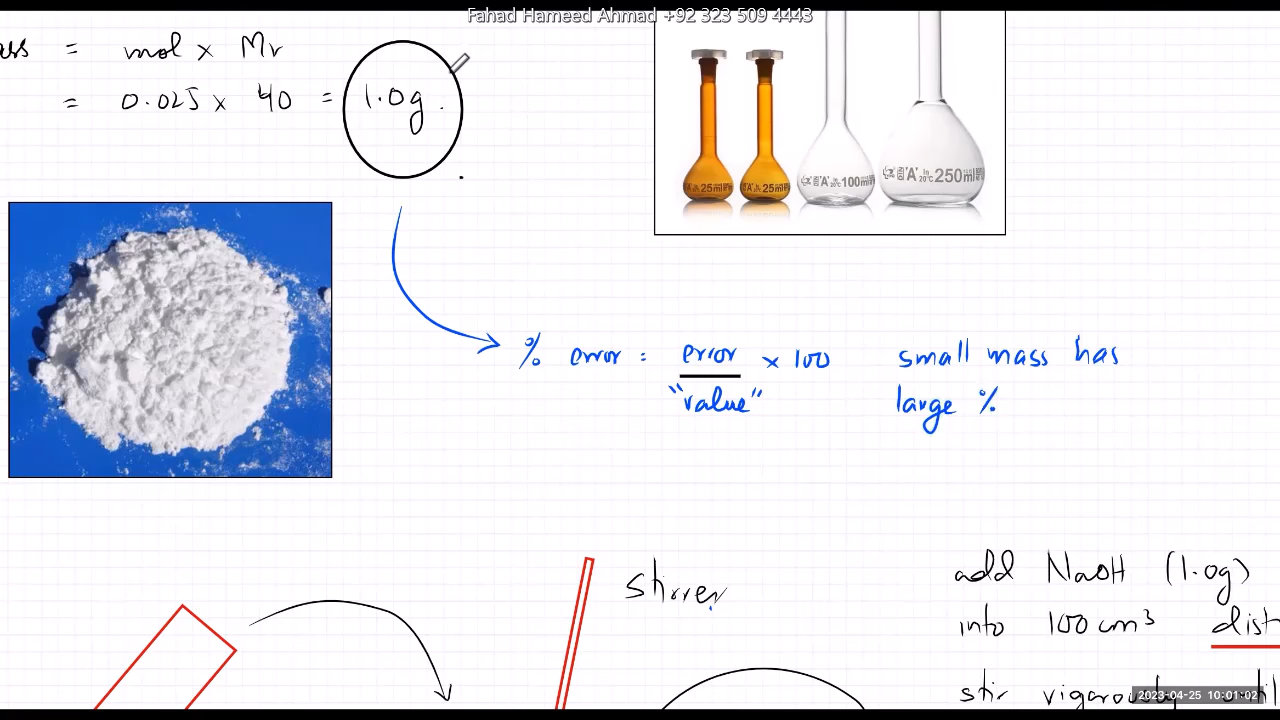 Fahad Hameed Ahmad +92 323 509 4443
= mol x Mr
= 0.025 x 40 = 1.0g.
25ml 25ml 100ml 250ml
% error = error x 100
"value"
small mass has
large %
stirrer
add NaOH (1.0g)
into 100 cm³
stir vigarously
2023-04-25 10:01:02